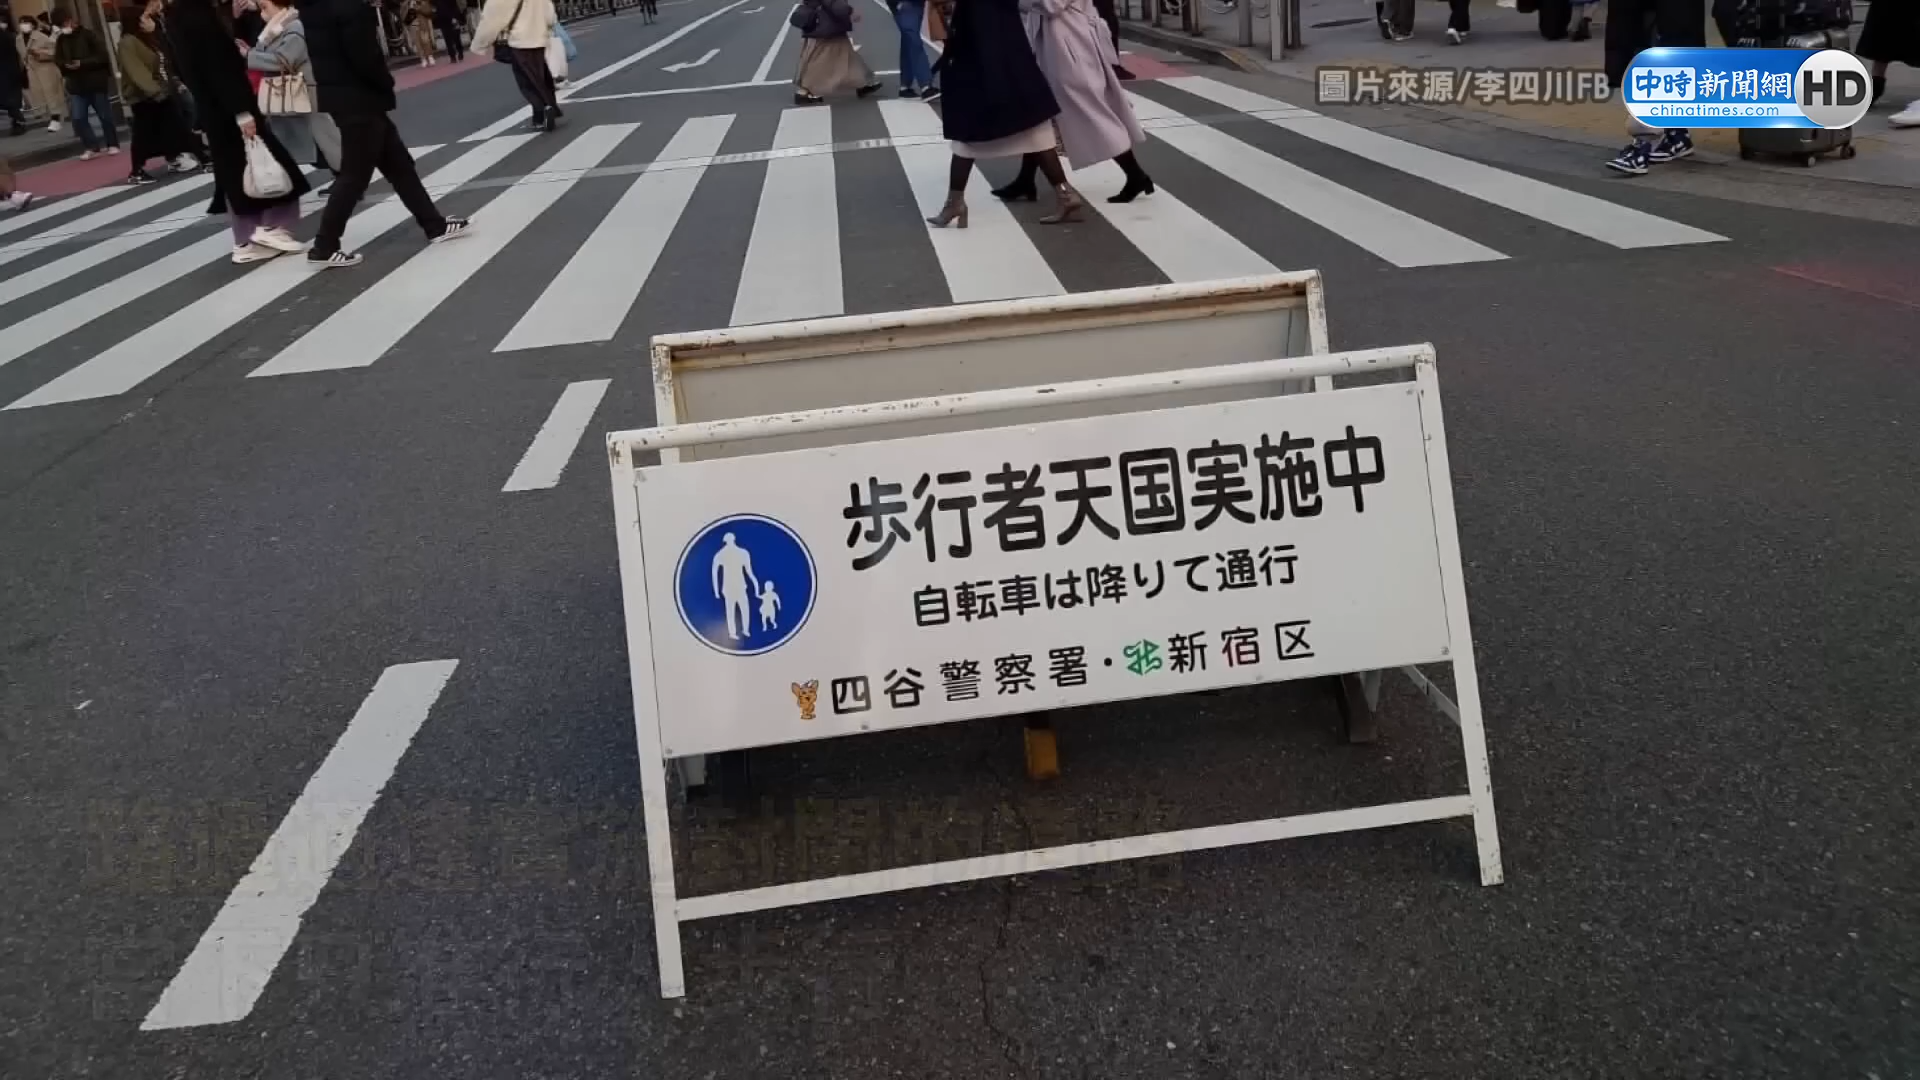 圖片來源/李四川FB
中時新聞網
chinatimes.com
HD
歩行者天国実施中
自転車は降りて通行
四谷警察署・新宿区